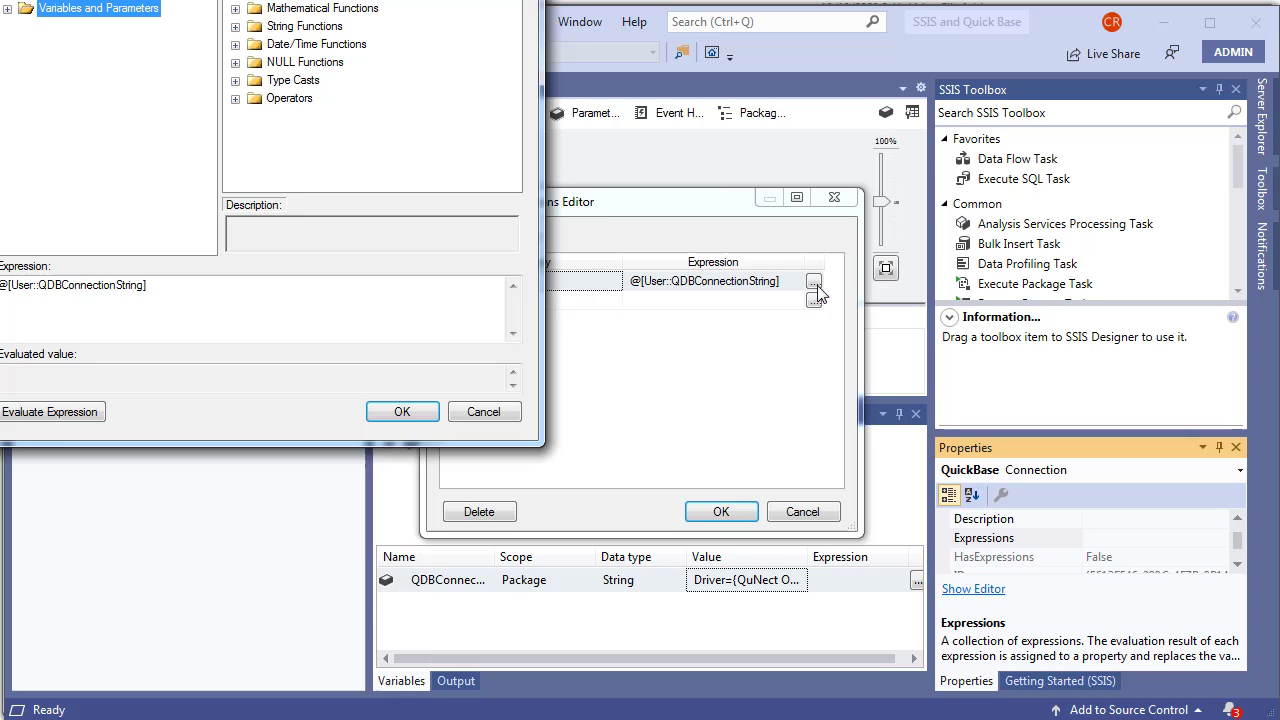 Variables and Parameters
Mathematical Functions
String Functions
Date/Time Functions
NULL Functions
Type Casts
Operators
Description:
Expression:
@[User::QDBConnectionString]
Evaluated value:
Evaluate Expression
OK
Cancel
Window
Help
Search (Ctrl+Q)
SSIS and Quick Base
CR
Live Share
ADMIN
Paramet...
Event H...
Packag...
100%
ns Editor
Expression
@[User::QDBConnectionString]
...
...
Delete
OK
Cancel
Name
Scope
Data type
Value
Expression
QDBConnec...
Package
String
Driver={QuNect O...
...
Variables
Output
SSIS Toolbox
Search SSIS Toolbox
Favorites
Data Flow Task
Execute SQL Task
Common
Analysis Services Processing Task
Bulk Insert Task
Data Profiling Task
Execute Package Task
Information...
Drag a toolbox item to SSIS Designer to use it.
Properties
QuickBase Connection
Description
Expressions
HasExpressions
False
Show Editor
Expressions
A collection of expressions. The evaluation result of each
expression is assigned to a property and replaces the va...
Properties
Getting Started (SSIS)
Server Explorer
Toolbox
Notifications
Ready
Add to Source Control
3